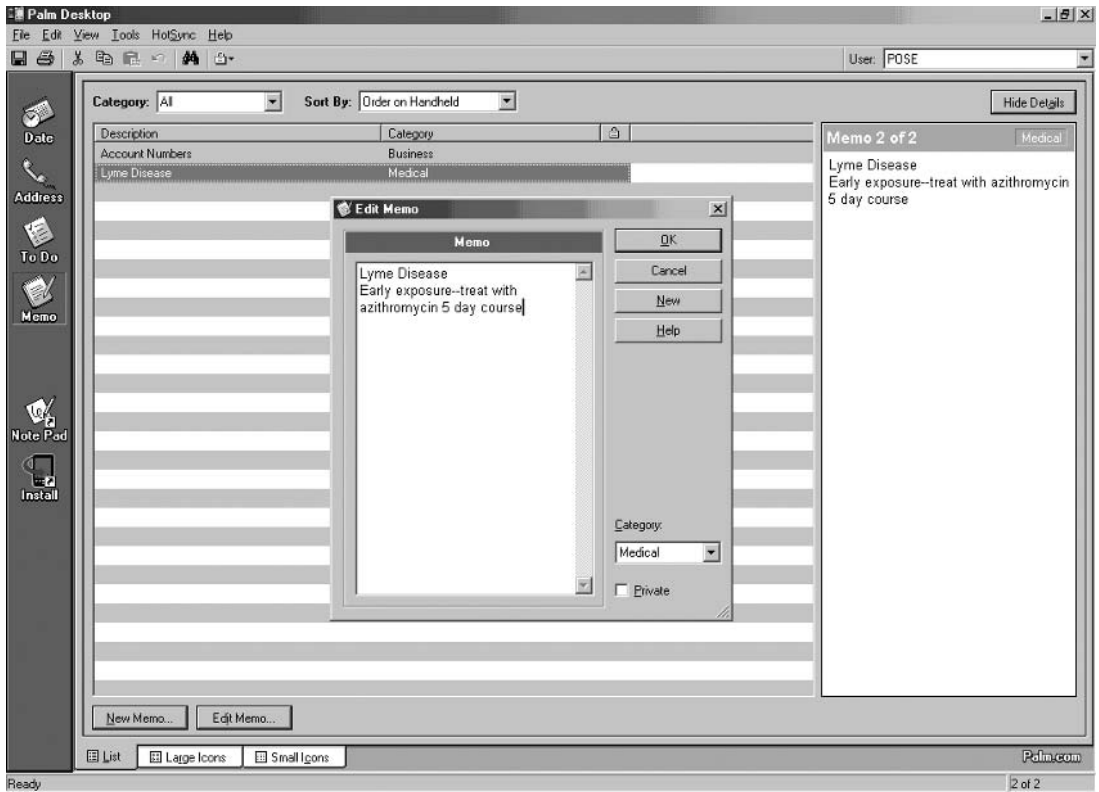 Palm Desktop
File Edit View Tools HotSync Help
User: POSE
Date
Address
To Do
Memo
Note Pad
Install
Category: All Sort By: Order on Handheld
Hide Details
Description Category
Account Numbers Business
Lyme Disease Medical
Memo 2 of 2 Medical
Lyme Disease
Early exposure--treat with azithromycin
5 day course
Edit Memo
Memo
Lyme Disease
Early exposure--treat with
azithromycin 5 day course
OK
Cancel
New
Help
Category:
Medical
Private
New Memo... Edit Memo...
List Large Icons Small Icons
Palm.com
Ready 2 of 2